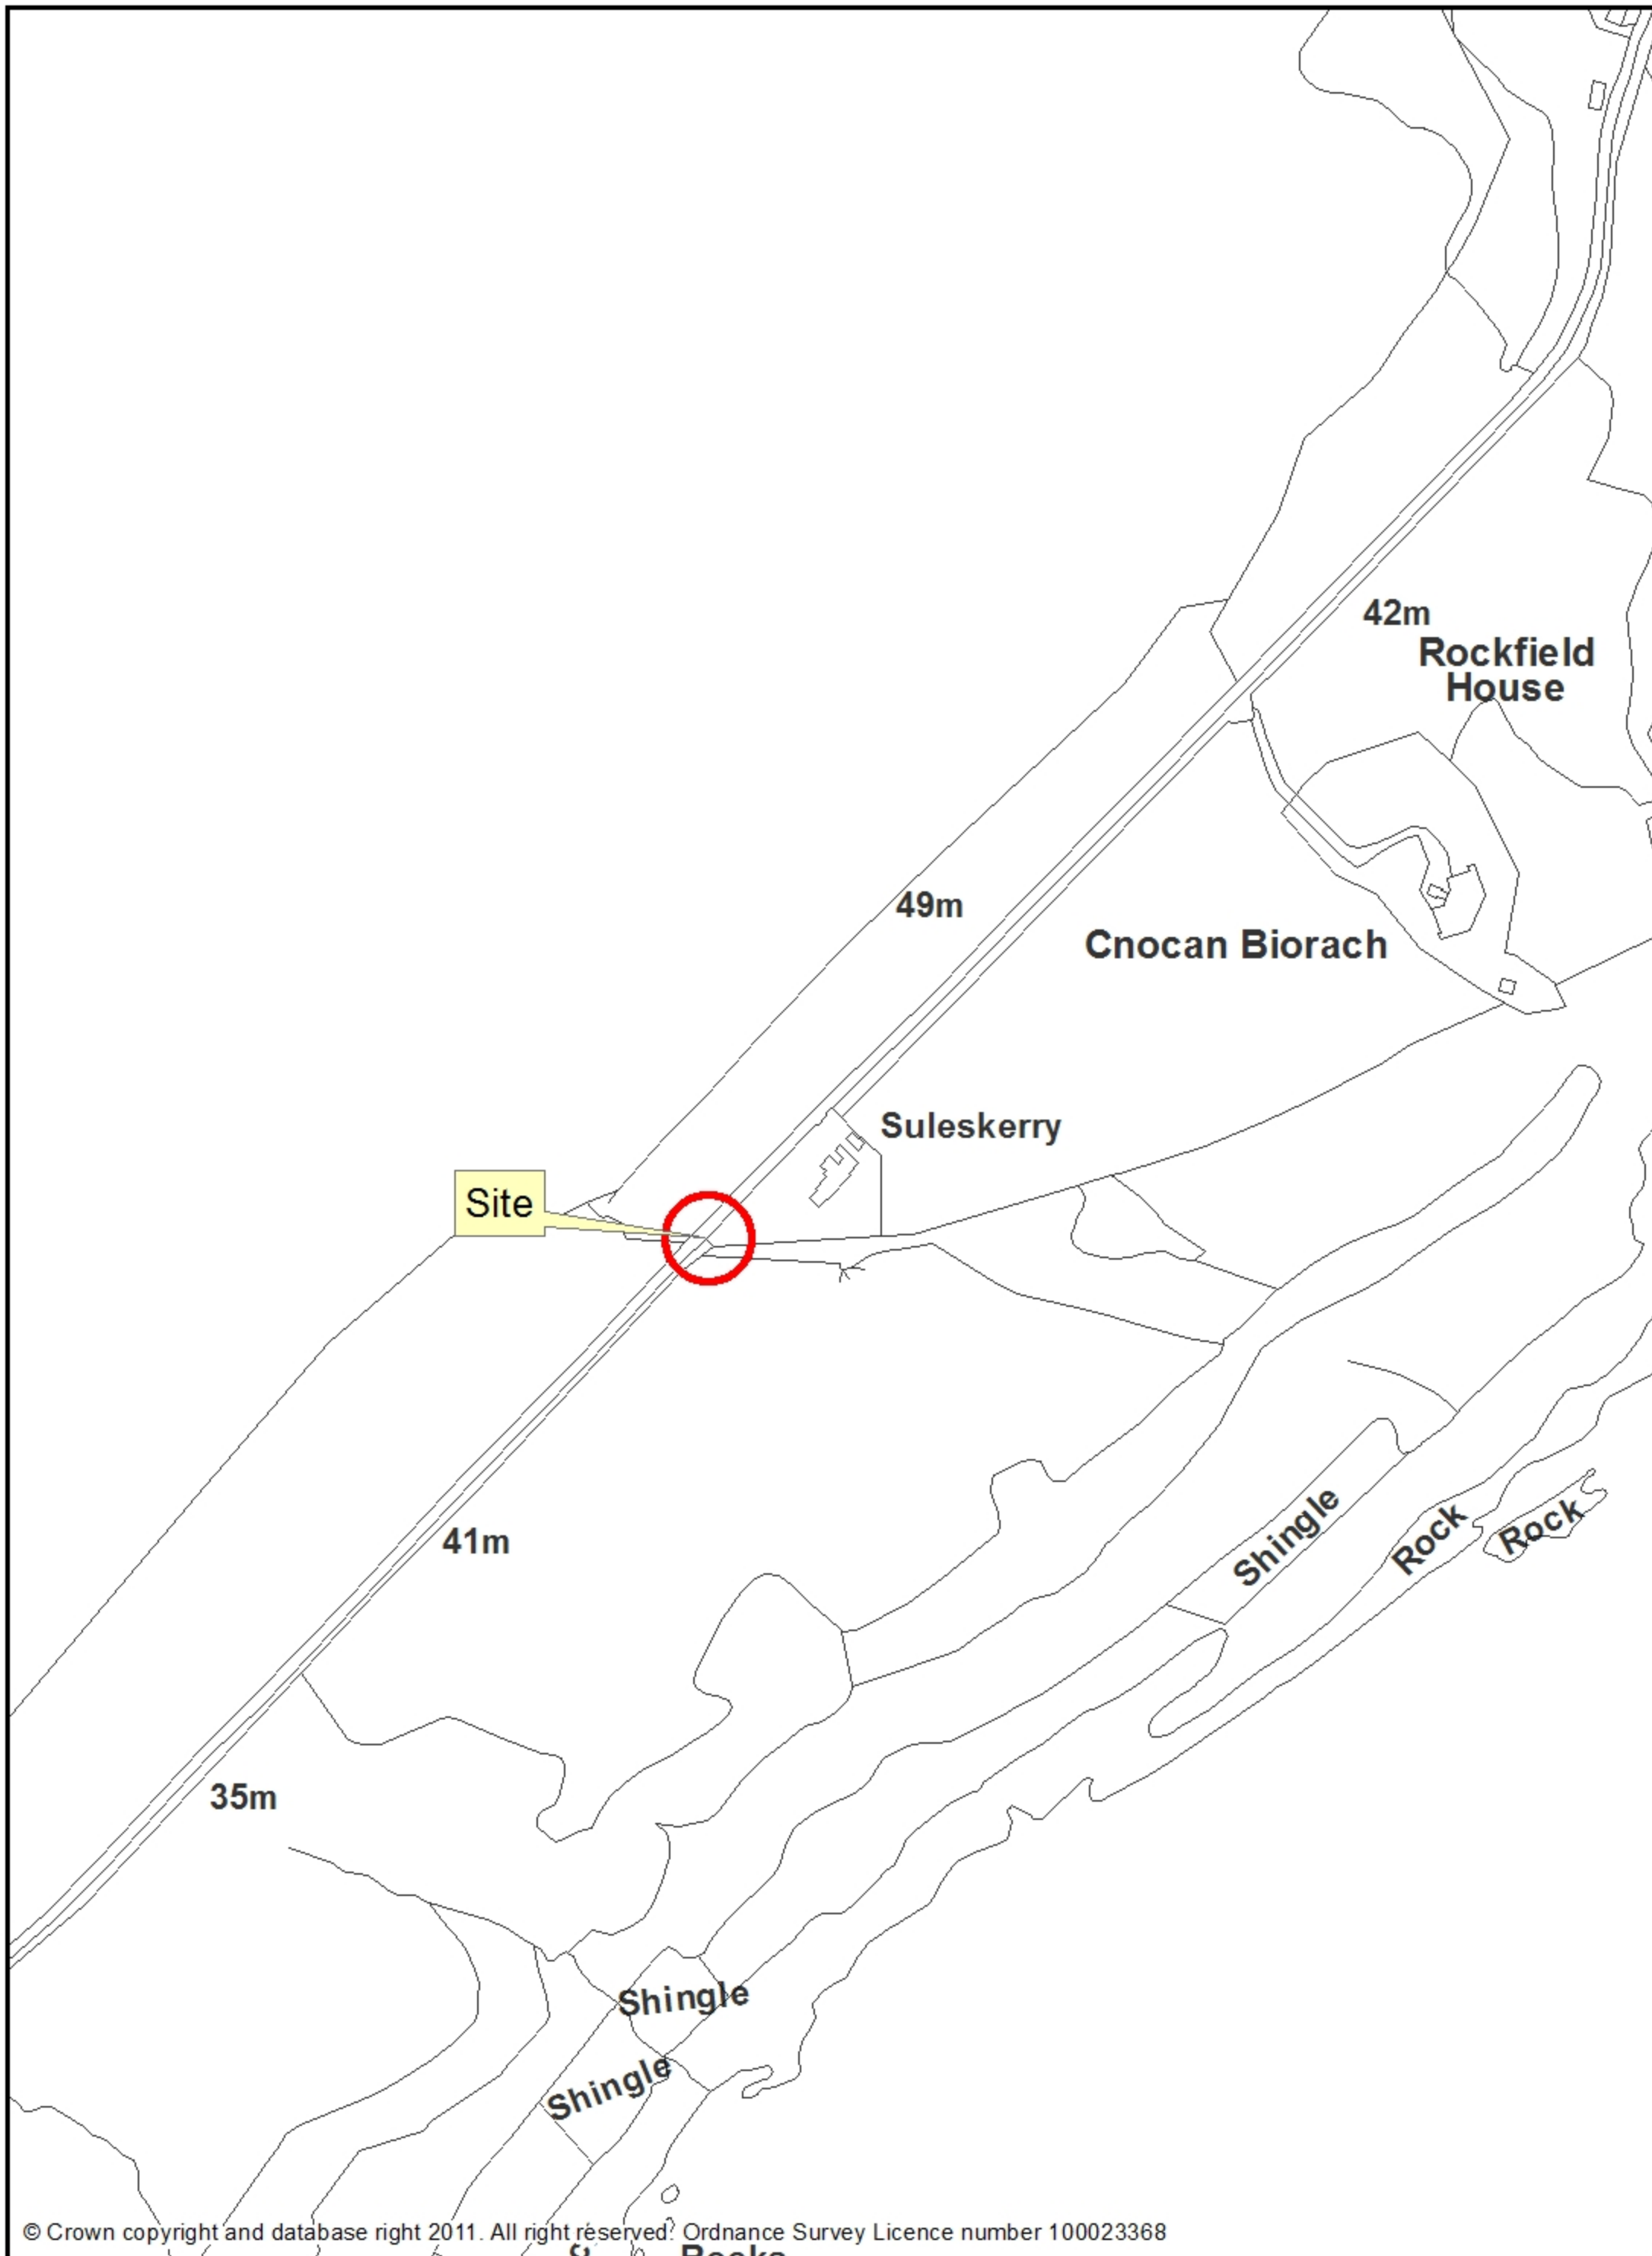 42m
Rockfield
House
49m
Cnocan Biorach
Suleskerry
Site
41m
Shingle
Rock
Rock
35m
Shingle
Shingle
© Crown copyright and database right 2011. All right reserved. Ordnance Survey Licence number 100023368